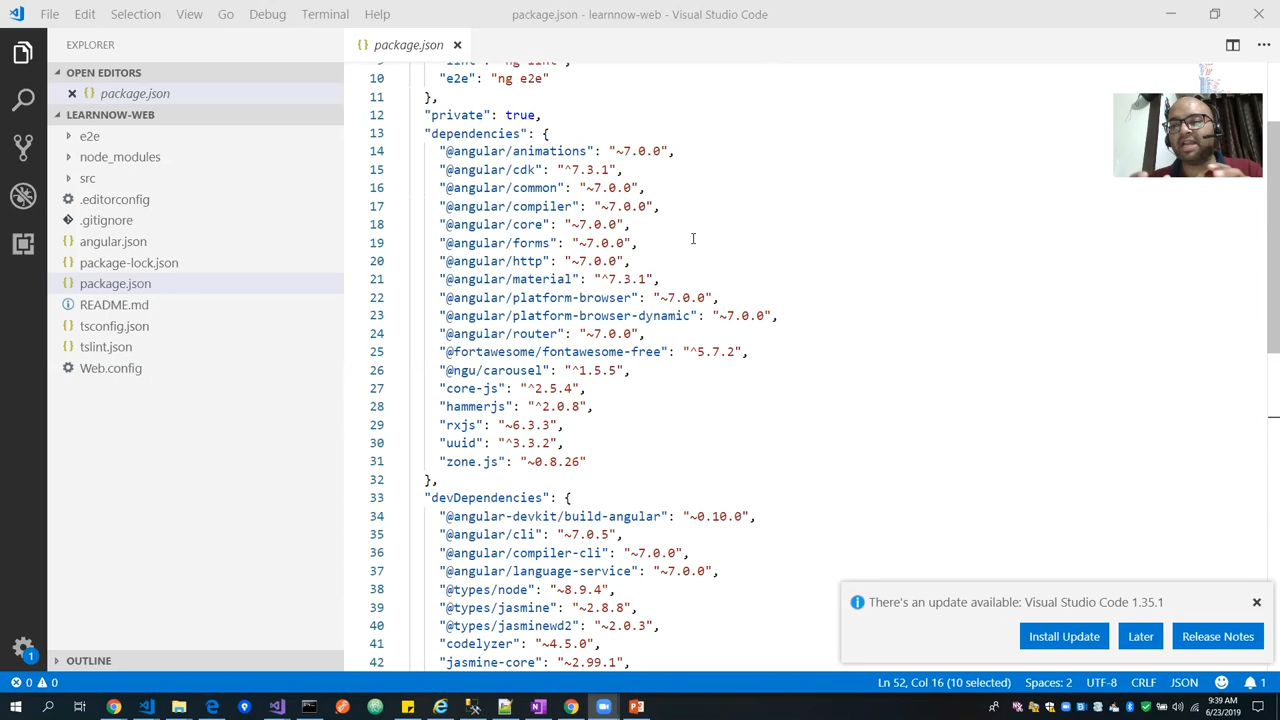 File Edit Selection View Go Debug Terminal Help
package.json - learnnow-web - Visual Studio Code
EXPLORER
OPEN EDITORS
package.json
LEARNNOW-WEB
e2e
node_modules
src
.editorconfig
.gitignore
angular.json
package-lock.json
package.json
README.md
tsconfig.json
tslint.json
Web.config
OUTLINE
package.json
10 "e2e": "ng e2e"
11 },
12 "private": true,
13 "dependencies": {
14 "@angular/animations": "~7.0.0",
15 "@angular/cdk": "^7.3.1",
16 "@angular/common": "~7.0.0",
17 "@angular/compiler": "~7.0.0",
18 "@angular/core": "~7.0.0",
19 "@angular/forms": "~7.0.0",
20 "@angular/http": "~7.0.0",
21 "@angular/material": "^7.3.1",
22 "@angular/platform-browser": "~7.0.0",
23 "@angular/platform-browser-dynamic": "~7.0.0",
24 "@angular/router": "~7.0.0",
25 "@fortawesome/fontawesome-free": "^5.7.2",
26 "@ngu/carousel": "^1.5.5",
27 "core-js": "^2.5.4",
28 "hammerjs": "^2.0.8",
29 "rxjs": "~6.3.3",
30 "uuid": "^3.3.2",
31 "zone.js": "~0.8.26"
32 },
33 "devDependencies": {
34 "@angular-devkit/build-angular": "~0.10.0",
35 "@angular/cli": "~7.0.5",
36 "@angular/compiler-cli": "~7.0.0",
37 "@angular/language-service": "~7.0.0",
38 "@types/node": "~8.9.4",
39 "@types/jasmine": "~2.8.8",
40 "@types/jasminewd2": "~2.0.3",
41 "codelyzer": "~4.5.0",
42 "jasmine-core": "~2.99.1",
There's an update available: Visual Studio Code 1.35.1
Install Update Later Release Notes
1
0 0
Ln 52, Col 16 (10 selected) Spaces: 2 UTF-8 CRLF JSON 1
9:39 AM
6/23/2019